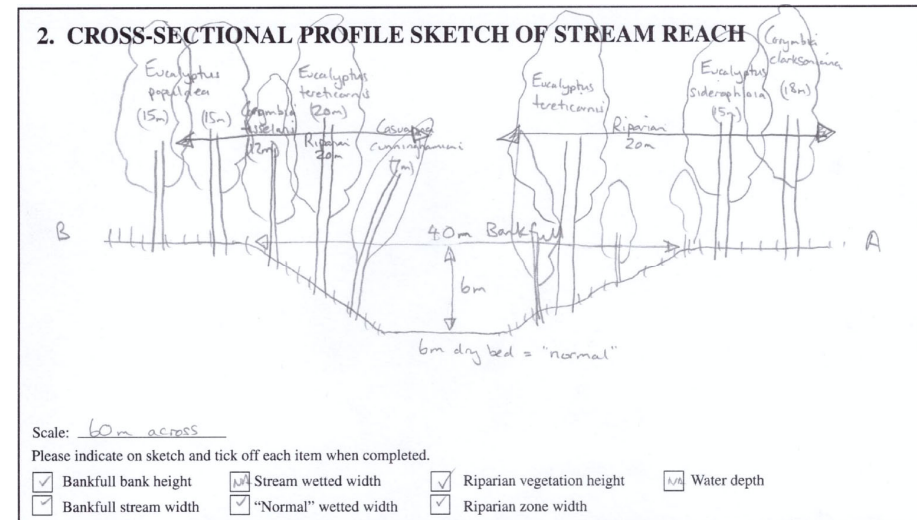 2. CROSS-SECTIONAL PROFILE SKETCH OF STREAM REACH
Eucalyptus
populnea
(15m)
(15m)
Corymbia
tesselaris
(12m)
Eucalyptus
tereticornis
(20m)
Riparian
20m
Casuarina
cunninghamiana
(7m)
Eucalyptus
tereticornis
Riparian
20m
Eucalyptus
siderophloia
(15m)
Corymbia
clarksoniana
(18m)
B
40m Bankfull
A
6m
6m dry bed = "normal"
Scale: 60m across
Please indicate on sketch and tick off each item when completed.
Bankfull bank height NA Stream wetted width Riparian vegetation height NA Water depth
Bankfull stream width "Normal" wetted width Riparian zone width